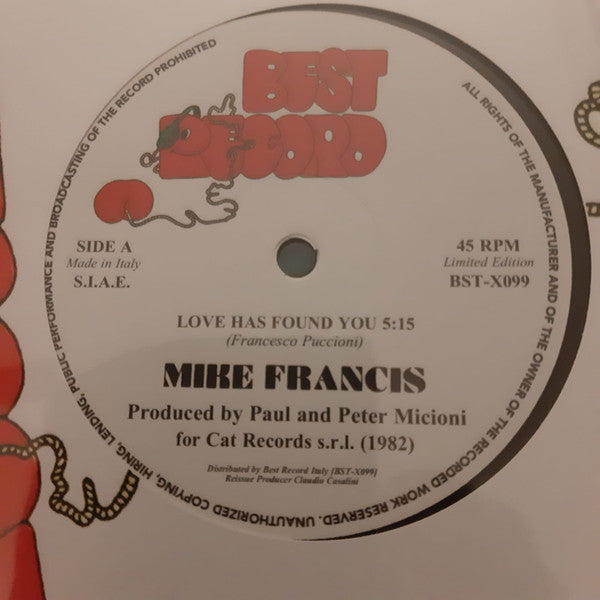 UNAUTHORIZED COPYING, HIRING, LENDING, PUBLIC PERFORMANCE AND BROADCASTING OF THE RECORD PROHIBITED
ALL RIGHTS OF THE MANUFACTURER AND OF THE OWNER OF THE RECORDED WORK RESERVED.
BEST
RECORD
SIDE A
Made in Italy
S.I.A.E.
45 RPM
Limited Edition
BST-X099
LOVE HAS FOUND YOU 5:15
(Francesco Puccioni)
MIKE FRANCIS
Produced by Paul and Peter Micioni
for Cat Records s.r.l. (1982)
Distributed by Best Record Italy [BST-X099]
Reissue Producer Claudio Casalini